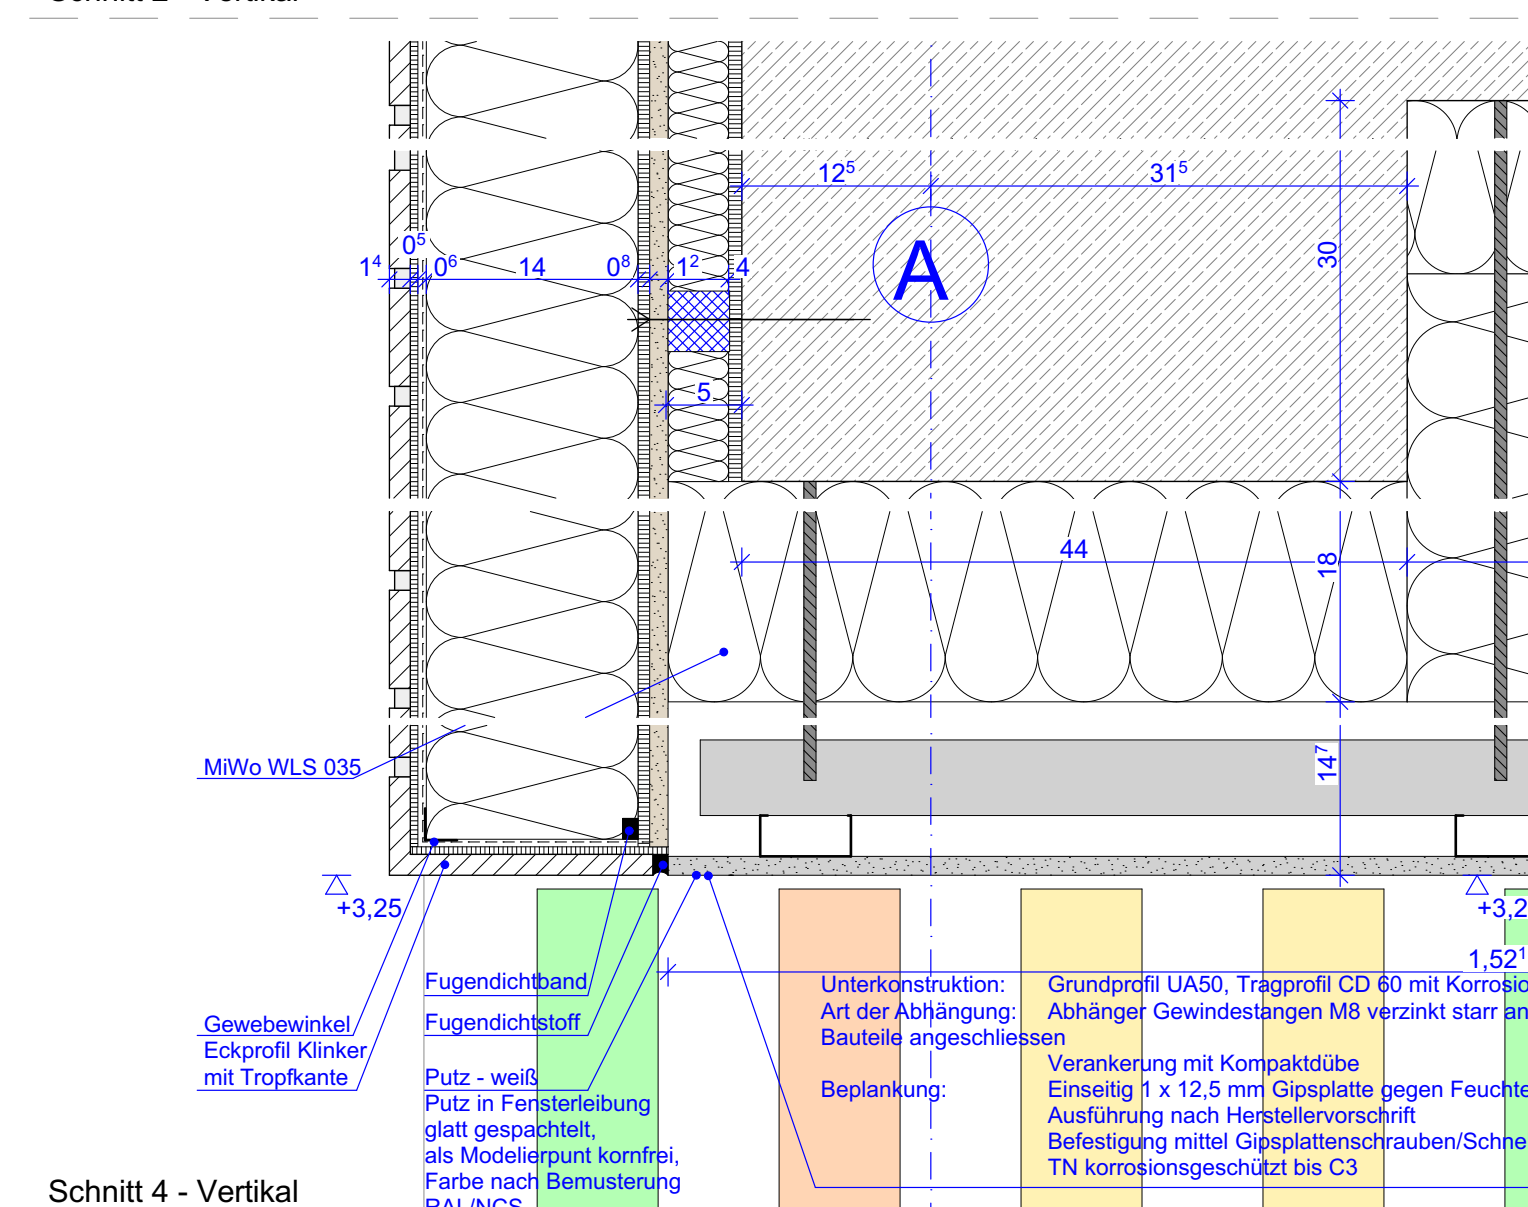 12⁵
31⁵
30
A
0⁵
1⁴
0⁶
14
0⁸
1²
4
5
44
18
14⁷
MiWo WLS 035
+3,25
+3,2
1,52¹
Fugendichtband
Fugendichtstoff
Gewebewinkel
Eckprofil Klinker
mit Tropfkante
Putz - weiß
Putz in Fensterleibung
glatt gespachtelt,
als Modelierpunt kornfrei,
Farbe nach Bemusterung
RAL/NCS
Unterkonstruktion: Grundprofil UA50, Tragprofil CD 60 mit Korrosio
Art der Abhängung: Abhänger Gewindestangen M8 verzinkt starr an
Bauteile angeschliessen
Verankerung mit Kompaktdübe
Beplankung: Einseitig 1 x 12,5 mm Gipsplatte gegen Feuchte
Ausführung nach Herstellervorschrift
Befestigung mittel Gipsplattenschrauben/Schne
TN korrosionsgeschützt bis C3
Schnitt 4 - Vertikal